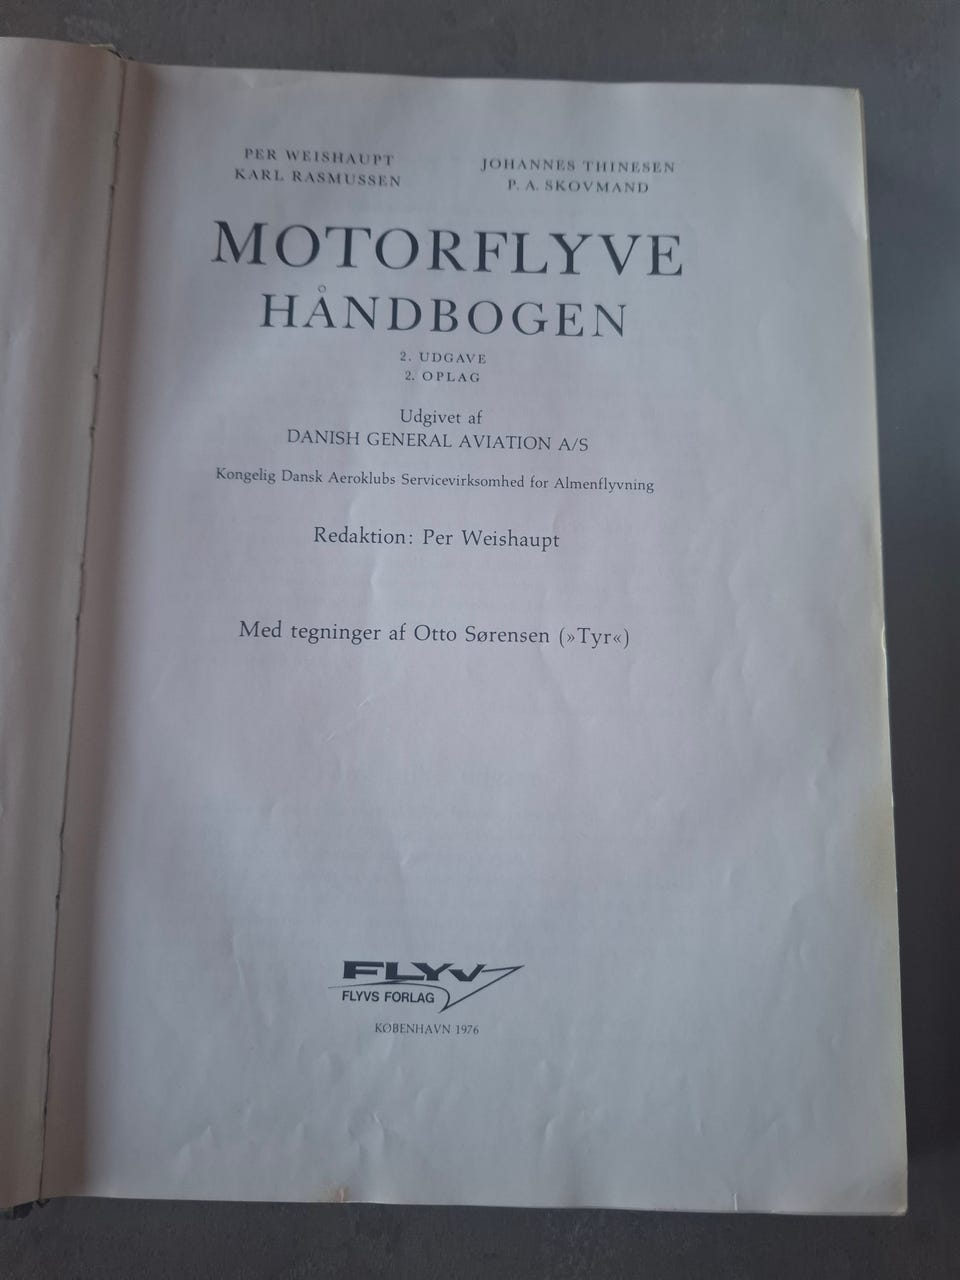 PER WEISHAUPT
KARL RASMUSSEN
JOHANNES THINESEN
P. A. SKOVMAND
MOTORFLYVE
HÅNDBOGEN
2. UDGAVE
2. OPLAG
Udgivet af
DANISH GENERAL AVIATION A/S
Kongelig Dansk Aeroklubs Servicevirksomhed for Almenflyvning
Redaktion: Per Weishaupt
Med tegninger af Otto Sørensen (»Tyr«)
FLYV
FLYVS FORLAG
KØBENHAVN 1976